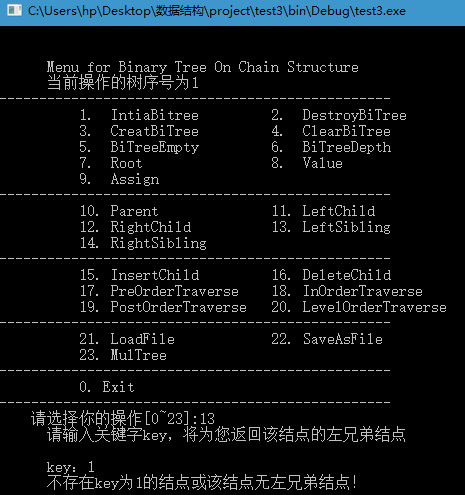 C:\Users\hp\Desktop\数据结构\project\test3\bin\Debug\test3.exe
Menu for Binary Tree On Chain Structure
当前操作的树序号为1
-------------------------------------------------
1. IntiaBitree 2. DestroyBiTree
3. CreatBiTree 4. ClearBiTree
5. BiTreeEmpty 6. BiTreeDepth
7. Root 8. Value
9. Assign
-------------------------------------------------
10. Parent 11. LeftChild
12. RightChild 13. LeftSibling
14. RightSibling
-------------------------------------------------
15. InsertChild 16. DeleteChild
17. PreOrderTraverse 18. InOrderTraverse
19. PostOrderTraverse 20. LevelOrderTraverse
-------------------------------------------------
21. LoadFile 22. SaveAsFile
23. MulTree
-------------------------------------------------
0. Exit
-------------------------------------------------
请选择你的操作[0~23]:13
请输入关键字key，将为您返回该结点的左兄弟结点
key：1
不存在key为1的结点或该结点无左兄弟结点！